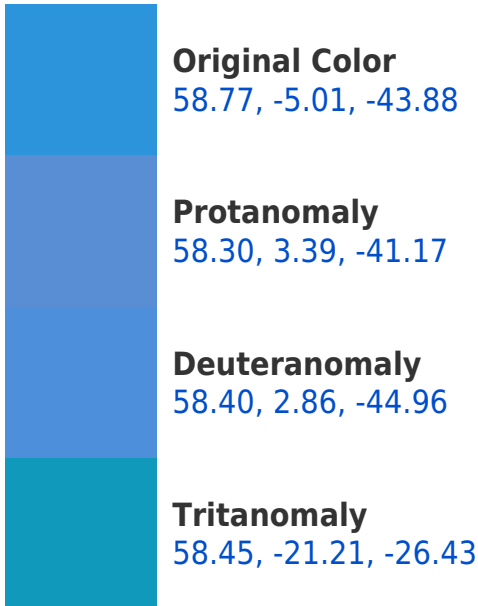 Original Color
58.77, -5.01, -43.88
Protanomaly
58.30, 3.39, -41.17
Deuteranomaly
58.40, 2.86, -44.96
Tritanomaly
58.45, -21.21, -26.43